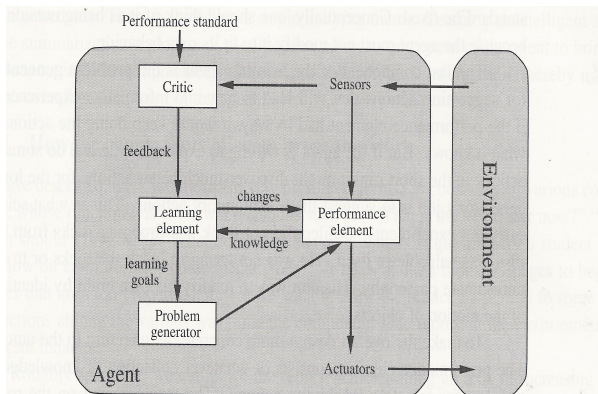 Performance standard
Critic
Sensors
feedback
changes
Learning
element
Performance
element
knowledge
learning
goals
Problem
generator
Agent
Actuators
Environment